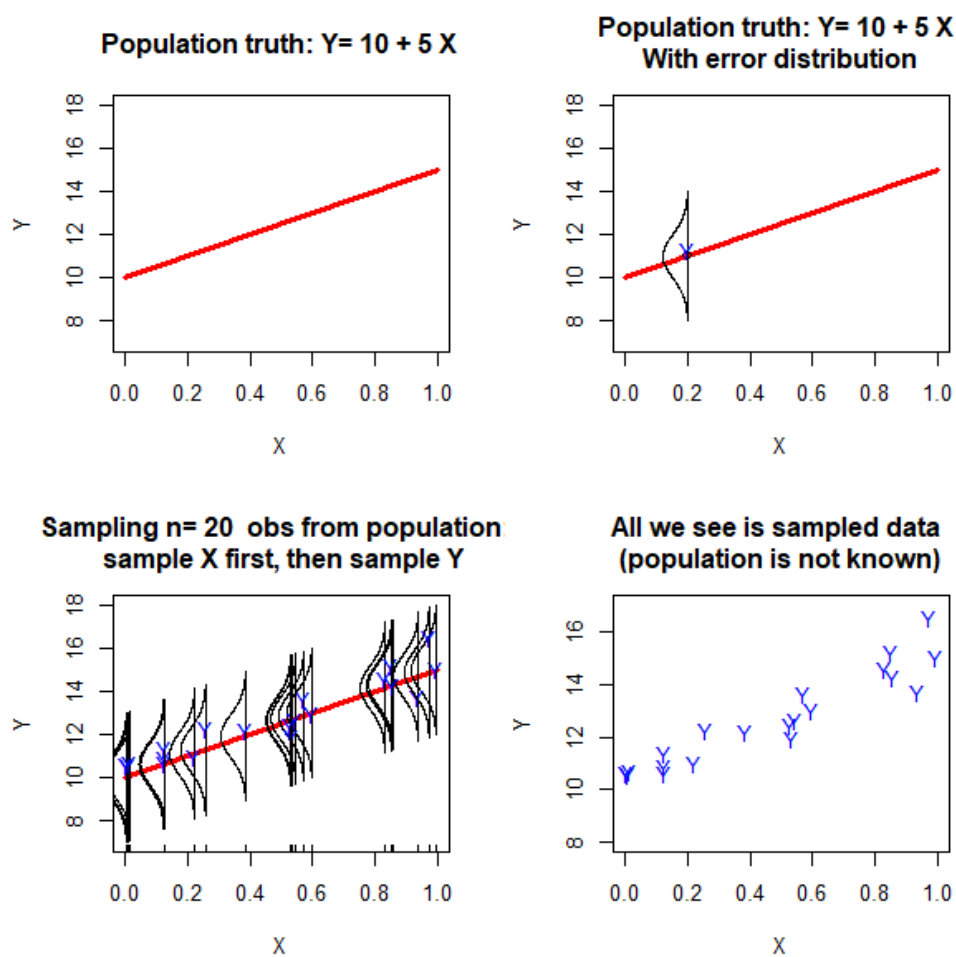 Population truth: Y= 10 + 5 X
Y
18
16
14
12
10
8
0.0 0.2 0.4 0.6 0.8 1.0
X
Population truth: Y= 10 + 5 X
With error distribution
Y
18
16
14
12
10
8
Y
0.0 0.2 0.4 0.6 0.8 1.0
X
Sampling n= 20 obs from population:
sample X first, then sample Y
Y
18
16
14
12
10
8
0.0 0.2 0.4 0.6 0.8 1.0
X
All we see is sampled data
(population is not known)
Y
16
14
12
10
8
0.0 0.2 0.4 0.6 0.8 1.0
X